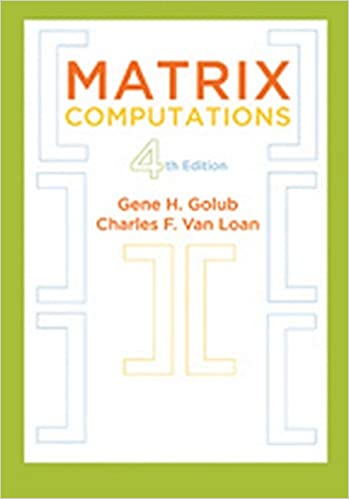 MATRIX
COMPUTATIONS
4th Edition
Gene H. Golub
Charles F. Van Loan